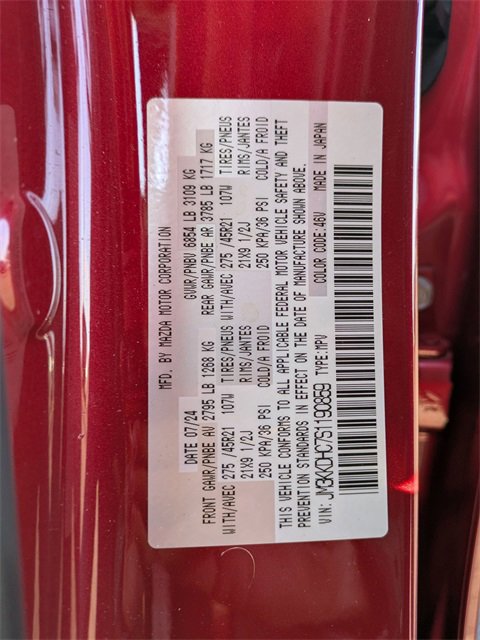 MFD. BY MAZDA MOTOR CORPORATION
DATE 07/24 GVWR/PNBV 6854 LB 3109 KG
FRONT GAWR/PNBE AV 2795 LB 1268 KG REAR GAWR/PNBE AR 3785 LB 1717 KG
WITH/AVEC 275 /45R21 107W TIRES/PNEUS WITH/AVEC 275 /45R21 107W TIRES/PNEUS
21X9 1/2J RIMS/JANTES 21X9 1/2J RIMS/JANTES
250 KPA/36 PSI COLD/A FROID 250 KPA/36 PSI COLD/A FROID
THIS VEHICLE CONFORMS TO ALL APPLICABLE FEDERAL MOTOR VEHICLE SAFETY AND THEFT
PREVENTION STANDARDS IN EFFECT ON THE DATE OF MANUFACTURE SHOWN ABOVE.
VIN: JM3KKDHC7S1190859 TYPE:MPV COLOR CODE:46V MADE IN JAPAN